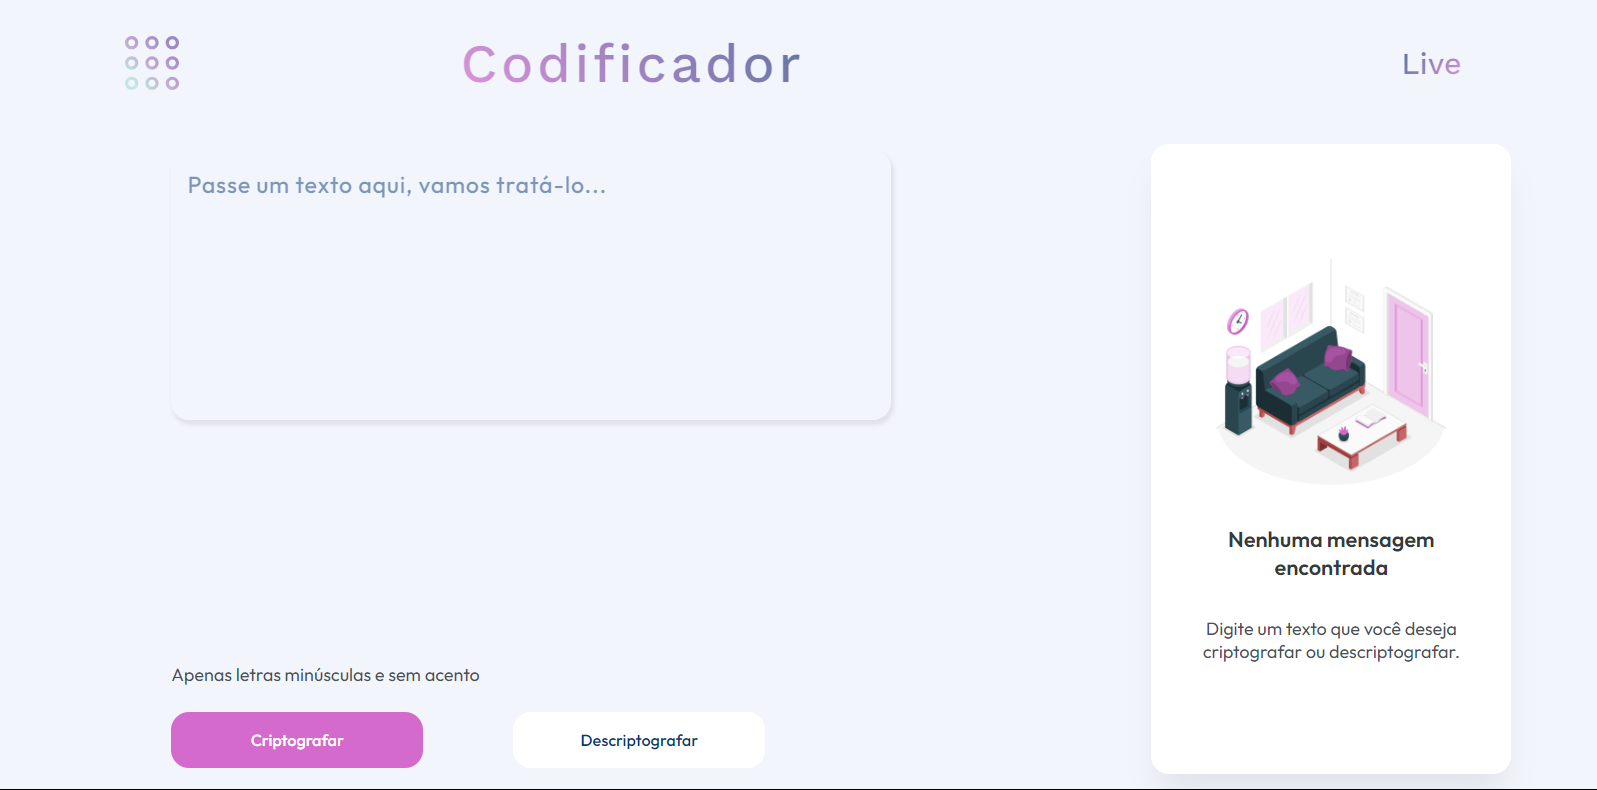 Codificador
Live
Passe um texto aqui, vamos tratá-lo...
Nenhuma mensagem
encontrada
Digite um texto que você deseja
criptografar ou descriptografar.
Apenas letras minúsculas e sem acento
Criptografar
Descriptografar